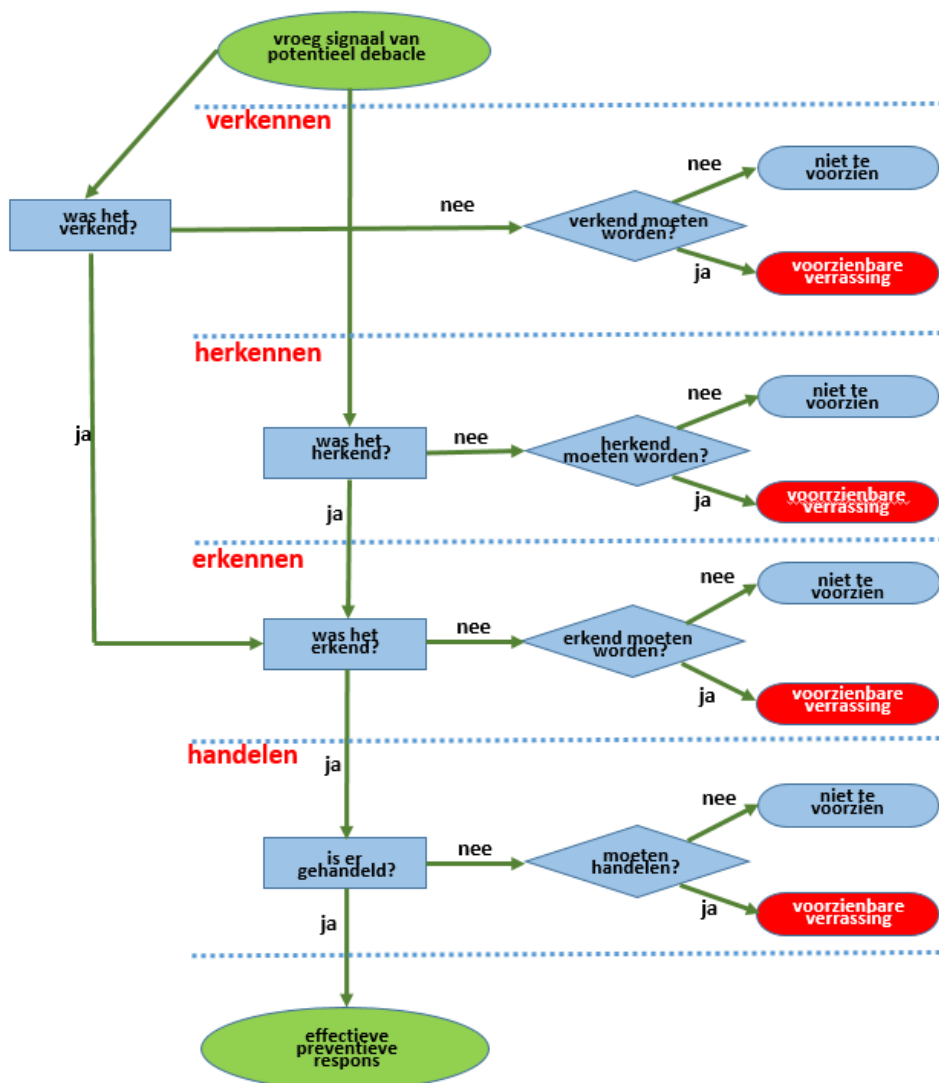 vroeg signaal van
potentieel debacle
verkennen
nee
niet te
voorzien
was het
verkend?
nee
verkend moeten
worden?
ja
voorzienbare
verrassing
herkennen
nee
niet te
voorzien
ja
was het
herkend?
nee
herkend
moeten worden?
ja
voorrzienbare
verrassing
ja
erkennen
nee
niet te
voorzien
was het
erkend?
nee
erkend moeten
worden?
ja
voorzienbare
verrassing
handelen
ja
nee
niet te
voorzien
is er
gehandeld?
nee
moeten
handelen?
ja
voorzienbare
verrassing
ja
effectieve
preventieve
respons